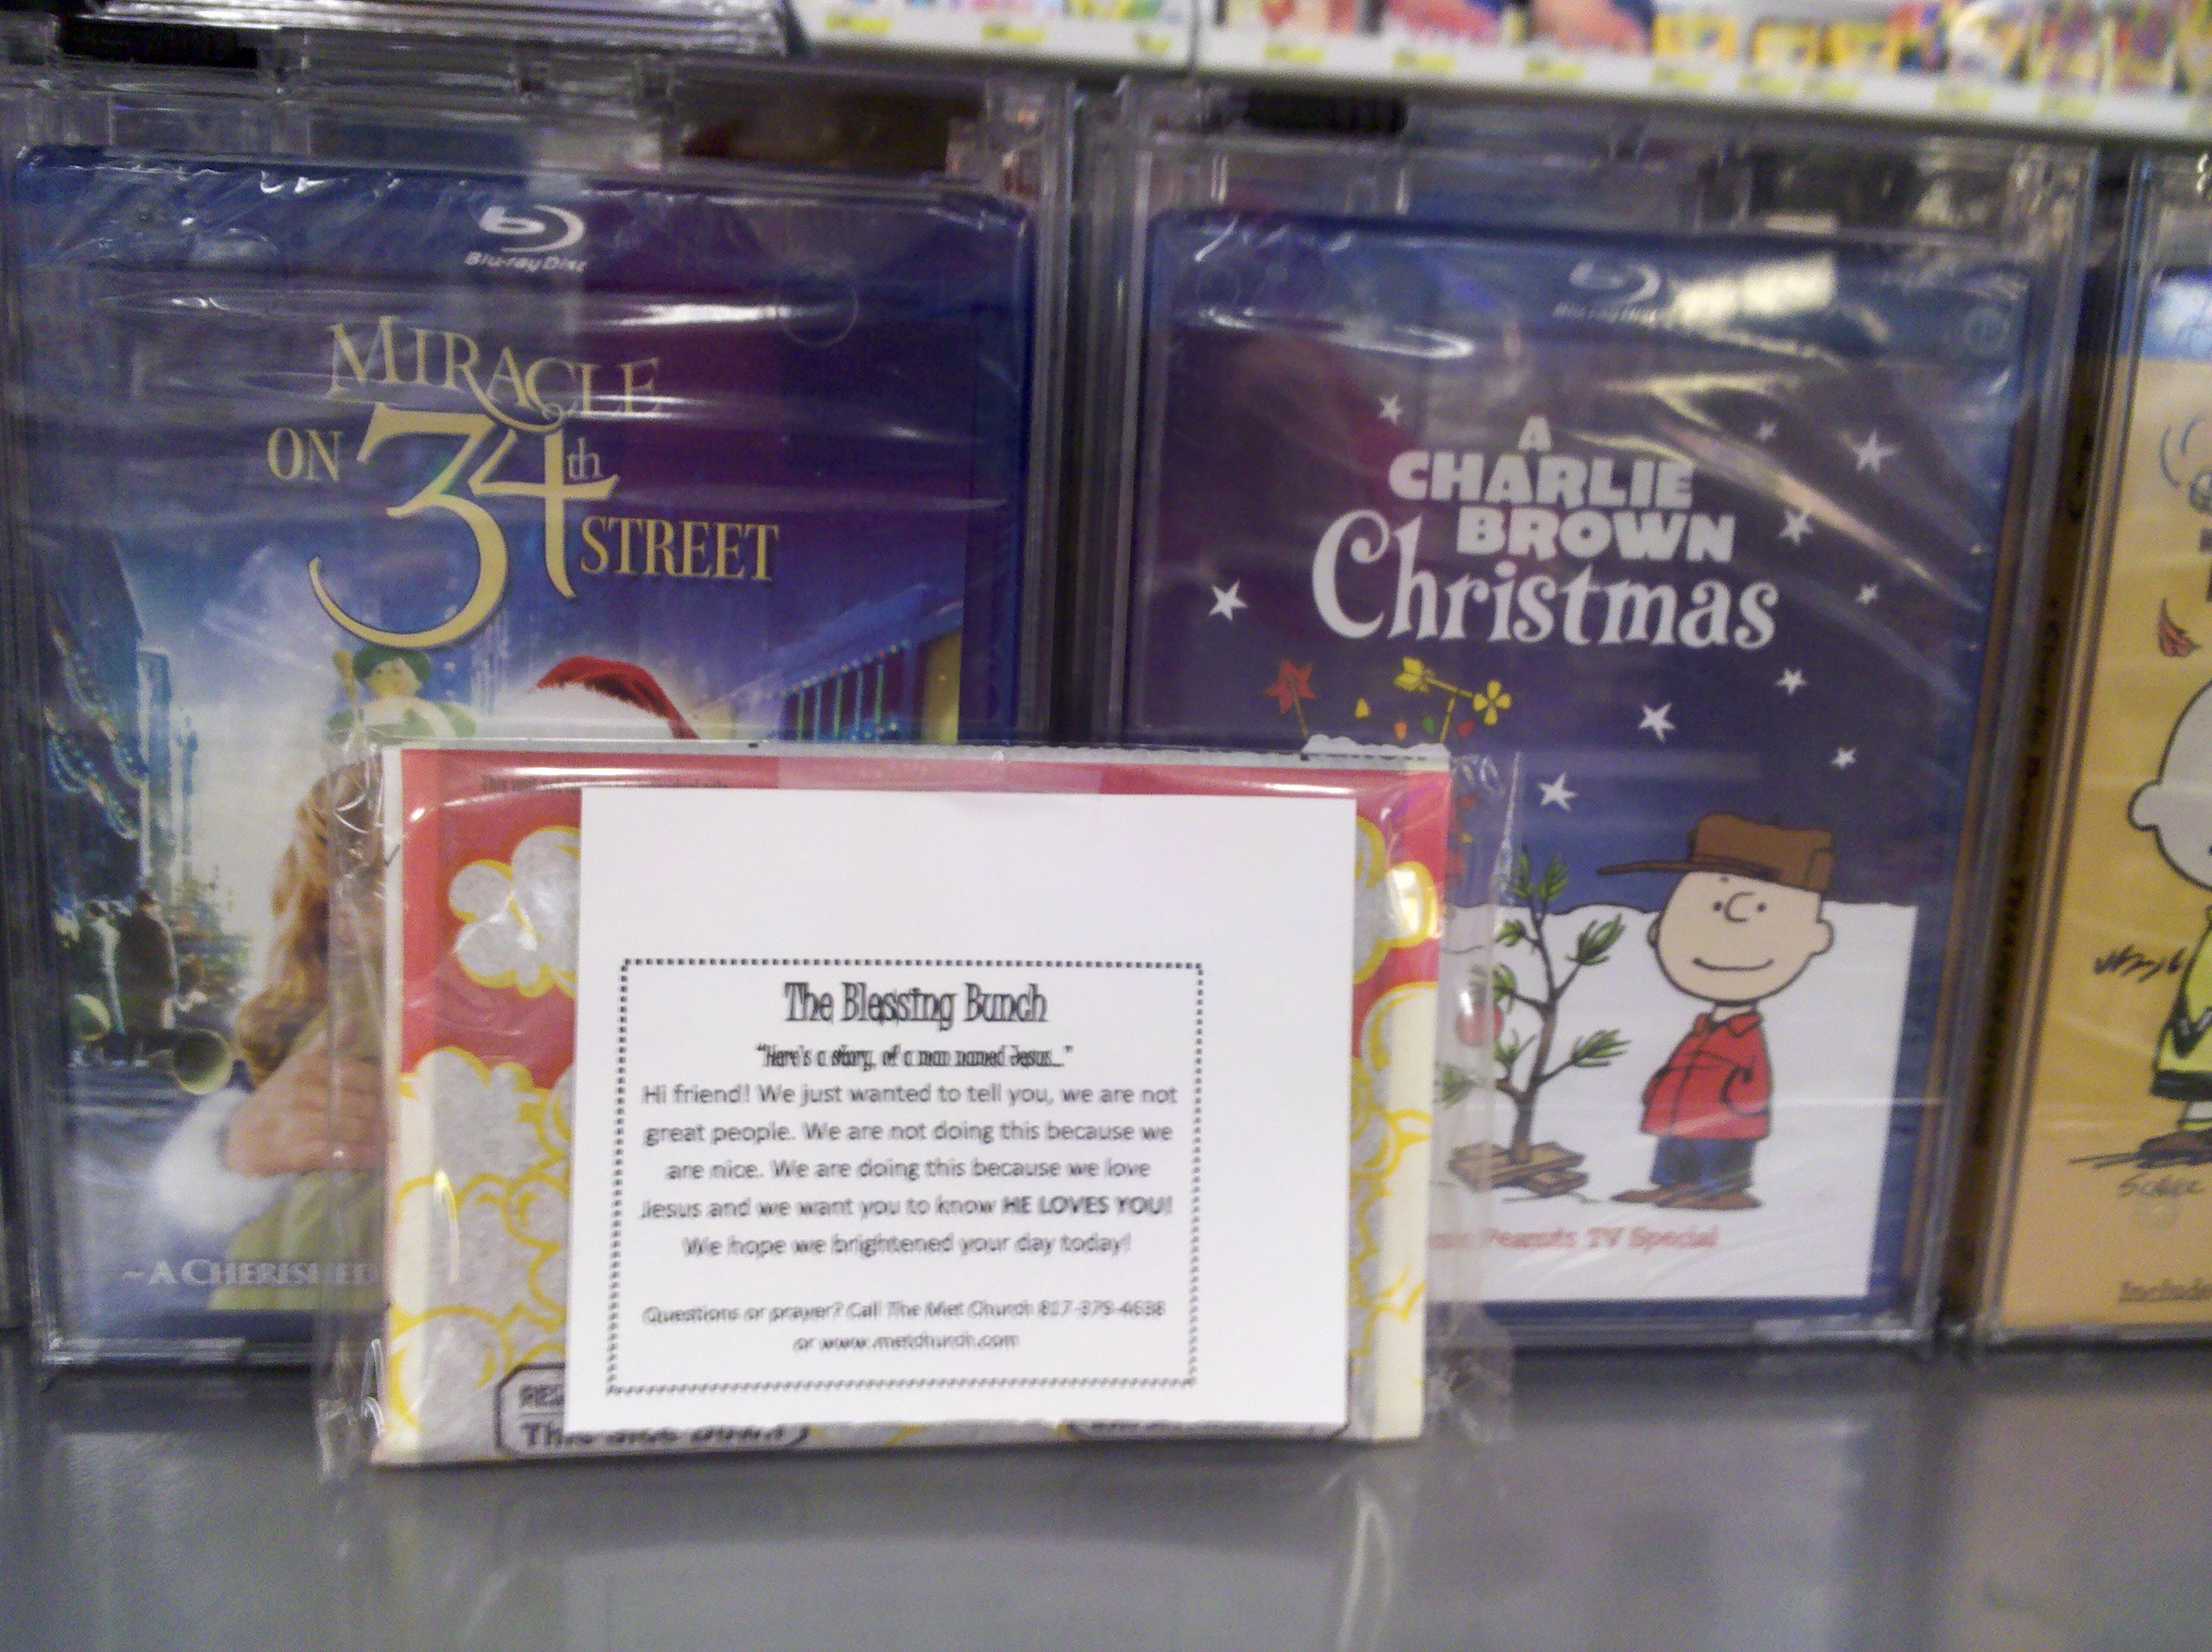 Blu-ray Disc
MIRACLE
ON 34th
STREET
~A CHERISHED
Blu-ray Disc
A
CHARLIE
BROWN
Christmas
Peanuts TV Special
The Blessing Bunch
"Here's a story, of a man named Jesus..."
Hi friend! We just wanted to tell you, we are not
great people. We are not doing this because we
are nice. We are doing this because we love
Jesus and we want you to know HE LOVES YOU!
We hope we brightened your day today!
Questions or prayer? Call The Met Church 817-379-4638
or www.metchurch.com
This Side Down